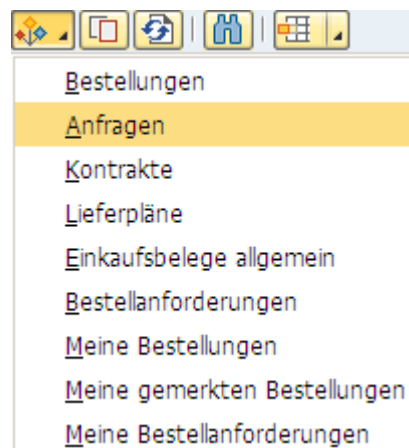 Bestellungen
Anfragen
Kontrakte
Lieferpläne
Einkaufsbelege allgemein
Bestellanforderungen
Meine Bestellungen
Meine gemerkten Bestellungen
Meine Bestellanforderungen